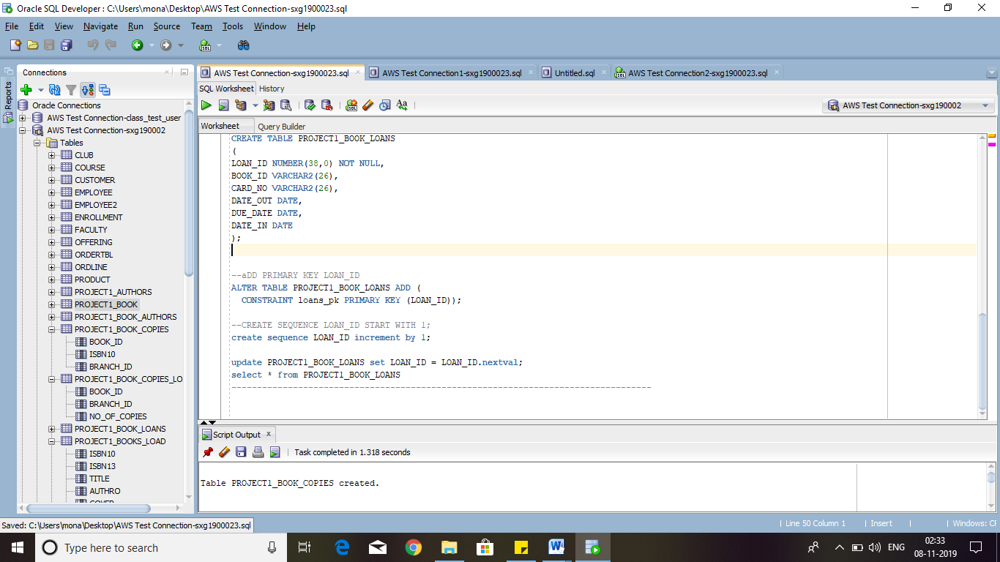 Oracle SQL Developer : C:\Users\mona\Desktop\AWS Test Connection-sxg1900023.sql
File Edit View Navigate Run Source Team Tools Window Help
Reports
Connections
Oracle Connections
AWS Test Connection-class_test_user
AWS Test Connection-sxg190002
Tables
CLUB
COURSE
CUSTOMER
EMPLOYEE
EMPLOYEE2
ENROLLMENT
FACULTY
OFFERING
ORDERTBL
ORDLINE
PRODUCT
PROJECT1_AUTHORS
PROJECT1_BOOK
PROJECT1_BOOK_AUTHORS
PROJECT1_BOOK_COPIES
BOOK_ID
ISBN10
BRANCH_ID
PROJECT1_BOOK_COPIES_LO
BOOK_ID
BRANCH_ID
NO_OF_COPIES
PROJECT1_BOOK_LOANS
PROJECT1_BOOKS_LOAD
ISBN10
ISBN13
TITLE
AUTHRO
COVER
AWS Test Connection-sxg1900023.sql AWS Test Connection1-sxg1900023.sql Untitled.sql AWS Test Connection2-sxg1900023.sql
SQL Worksheet History
AWS Test Connection-sxg190002
Worksheet Query Builder
CREATE TABLE PROJECT1_BOOK_LOANS
(
LOAN_ID NUMBER(38,0) NOT NULL,
BOOK_ID VARCHAR2(26),
CARD_NO VARCHAR2(26),
DATE_OUT DATE,
DUE_DATE DATE,
DATE_IN DATE
);
--aDD PRIMARY KEY LOAN_ID
ALTER TABLE PROJECT1_BOOK_LOANS ADD (
CONSTRAINT loans_pk PRIMARY KEY (LOAN_ID));
--CREATE SEQUENCE LOAN_ID START WITH 1;
create sequence LOAN_ID increment by 1;
update PROJECT1_BOOK_LOANS set LOAN_ID = LOAN_ID.nextval;
select * from PROJECT1_BOOK_LOANS
----------------------------------------------------------------------------------
Script Output x
Task completed in 1.318 seconds
Table PROJECT1_BOOK_COPIES created.
Saved: C:\Users\mona\Desktop\AWS Test Connection-sxg1900023.sql
Line 50 Column 1 | Insert | Windows: CF
Type here to search
ENG
02:33
08-11-2019